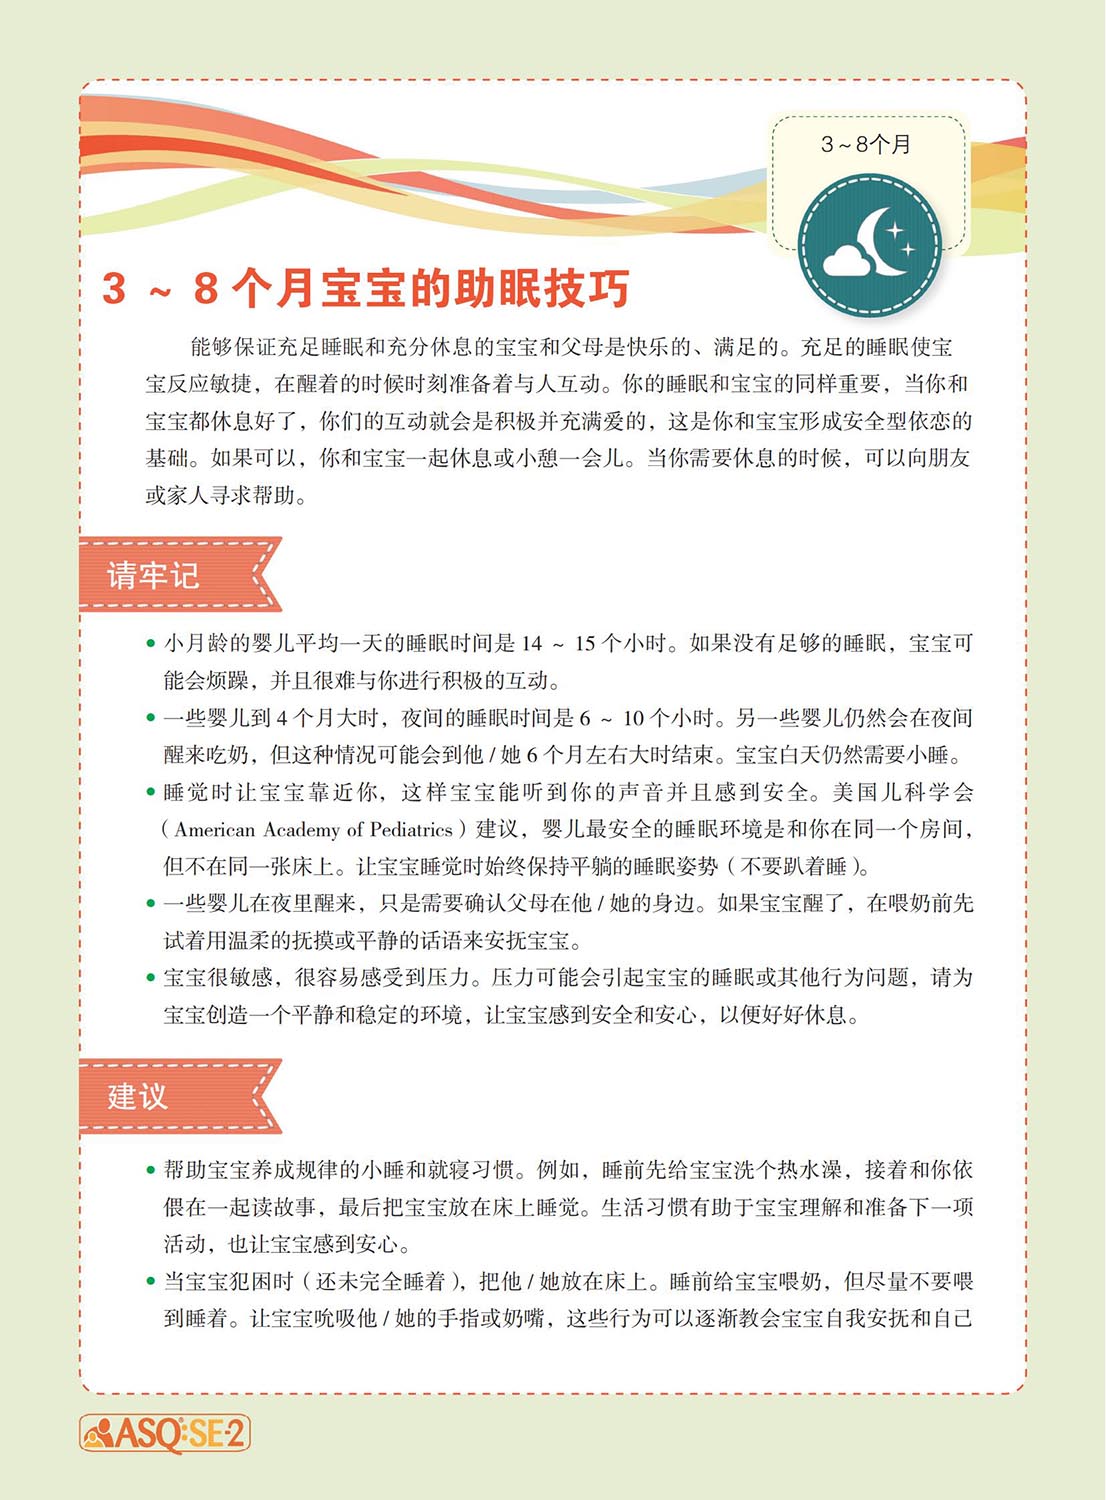 3~8个月
3 ~ 8 个月宝宝的助眠技巧
能够保证充足睡眠和充分休息的宝宝和父母是快乐的、满足的。充足的睡眠使宝
宝反应敏捷，在醒着的时候时刻准备着与人互动。你的睡眠和宝宝的同样重要，当你和
宝宝都休息好了，你们的互动就会是积极并充满爱的，这是你和宝宝形成安全型依恋的
基础。如果可以，你和宝宝一起休息或小憩一会儿。当你需要休息的时候，可以向朋友
或家人寻求帮助。
请牢记
• 小月龄的婴儿平均一天的睡眠时间是 14 ~ 15 个小时。如果没有足够的睡眠，宝宝可
能会烦躁，并且很难与你进行积极的互动。
• 一些婴儿到 4 个月大时，夜间的睡眠时间是 6 ~ 10 个小时。另一些婴儿仍然会在夜间
醒来吃奶，但这种情况可能会到他 / 她 6 个月左右大时结束。宝宝白天仍然需要小睡。
• 睡觉时让宝宝靠近你，这样宝宝能听到你的声音并且感到安全。美国儿科学会
（American Academy of Pediatrics）建议，婴儿最安全的睡眠环境是和你在同一个房间，
但不在同一张床上。让宝宝睡觉时始终保持平躺的睡眠姿势（不要趴着睡）。
• 一些婴儿在夜里醒来，只是需要确认父母在他 / 她的身边。如果宝宝醒了，在喂奶前先
试着用温柔的抚摸或平静的话语来安抚宝宝。
• 宝宝很敏感，很容易感受到压力。压力可能会引起宝宝的睡眠或其他行为问题，请为
宝宝创造一个平静和稳定的环境，让宝宝感到安全和安心，以便好好休息。
建议
• 帮助宝宝养成规律的小睡和就寝习惯。例如，睡前先给宝宝洗个热水澡，接着和你依
偎在一起读故事，最后把宝宝放在床上睡觉。生活习惯有助于宝宝理解和准备下一项
活动，也让宝宝感到安心。
• 当宝宝犯困时（还未完全睡着），把他 / 她放在床上。睡前给宝宝喂奶，但尽量不要喂
到睡着。让宝宝吮吸他 / 她的手指或奶嘴，这些行为可以逐渐教会宝宝自我安抚和自己
ASQ:SE-2